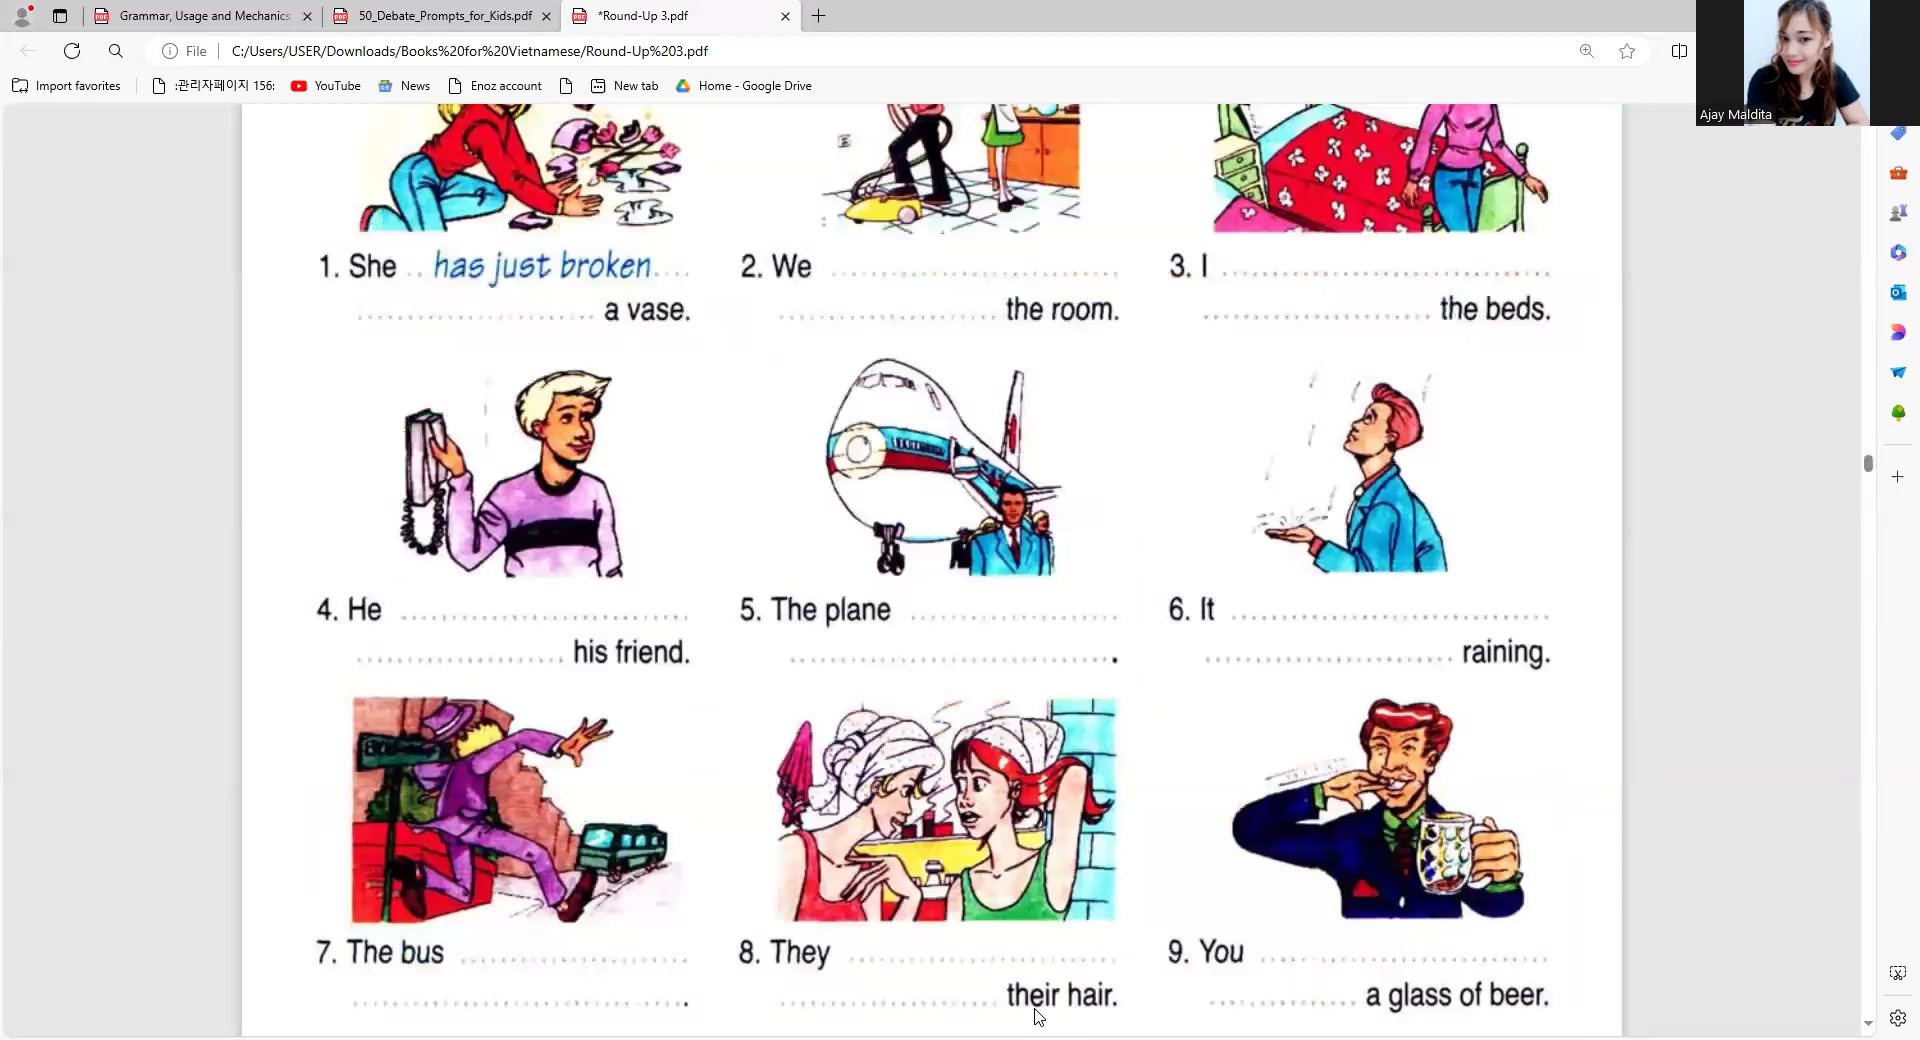 Grammar, Usage and Mechanics
50_Debate_Prompts_for_Kids.pdf
*Round-Up 3.pdf
File
C:/Users/USER/Downloads/Books%20for%20Vietnamese/Round-Up%203.pdf
Import favorites
:관리자페이지 156:
YouTube
News
Enoz account
New tab
Home - Google Drive
Ajay Maldita
1. She .. has just broken ....
.......................... a vase.
2. We ................................
........................ the room.
3. I ....................................
......................... the beds.
4. He ................................
....................... his friend.
5. The plane .......................
.................................... .
6. It ...................................
........................... raining.
7. The bus .........................
.................................... .
8. They ..............................
........................ their hair.
9. You ................................
................ a glass of beer.